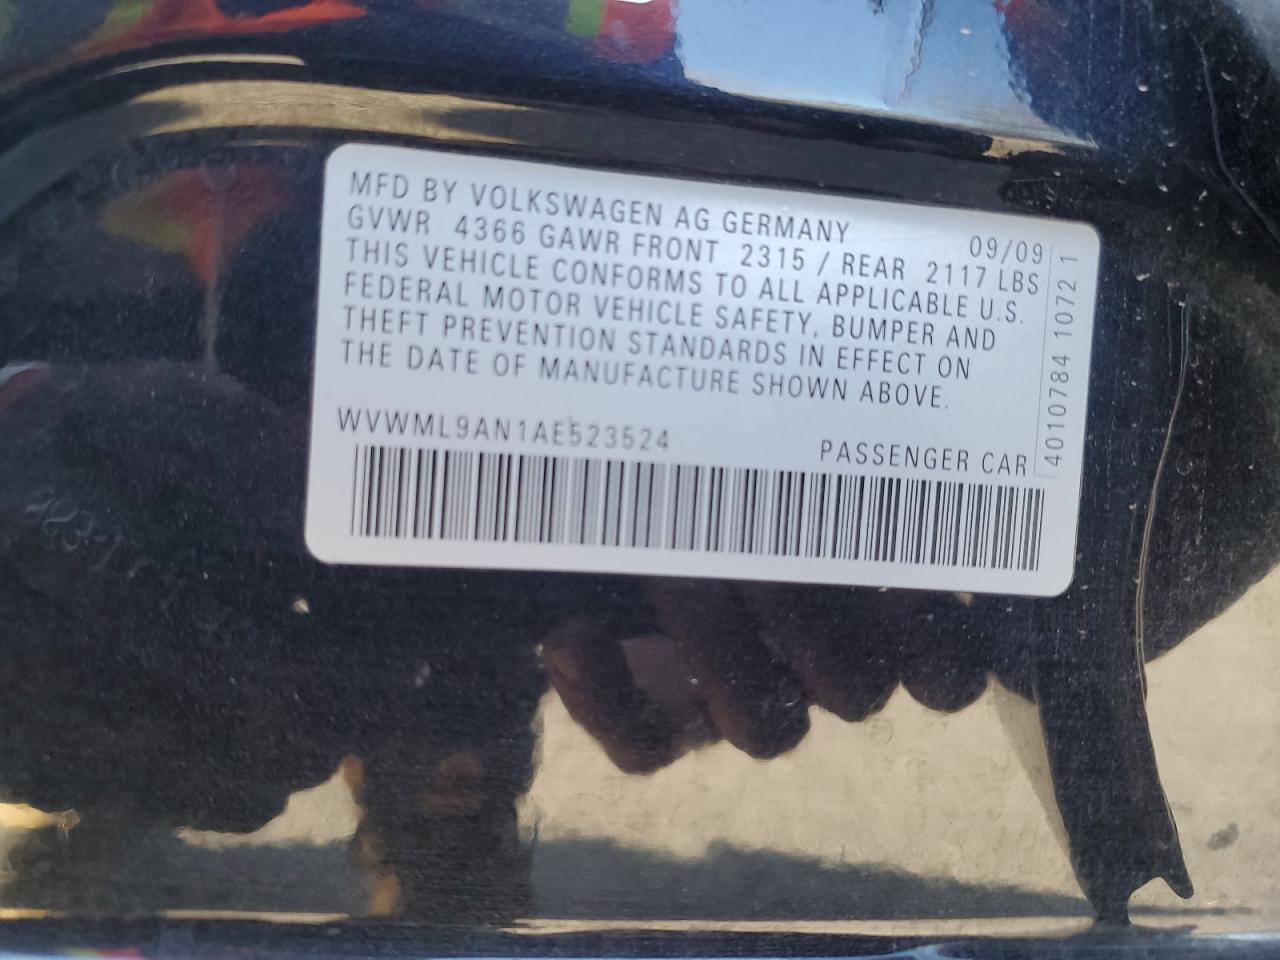 MFD BY VOLKSWAGEN AG GERMANY 09/09
GVWR 4366 GAWR FRONT 2315 / REAR 2117 LBS
THIS VEHICLE CONFORMS TO ALL APPLICABLE U.S.
FEDERAL MOTOR VEHICLE SAFETY, BUMPER AND
THEFT PREVENTION STANDARDS IN EFFECT ON
THE DATE OF MANUFACTURE SHOWN ABOVE.
WVWML9AN1AE523524
PASSENGER CAR
4010784 1072 1